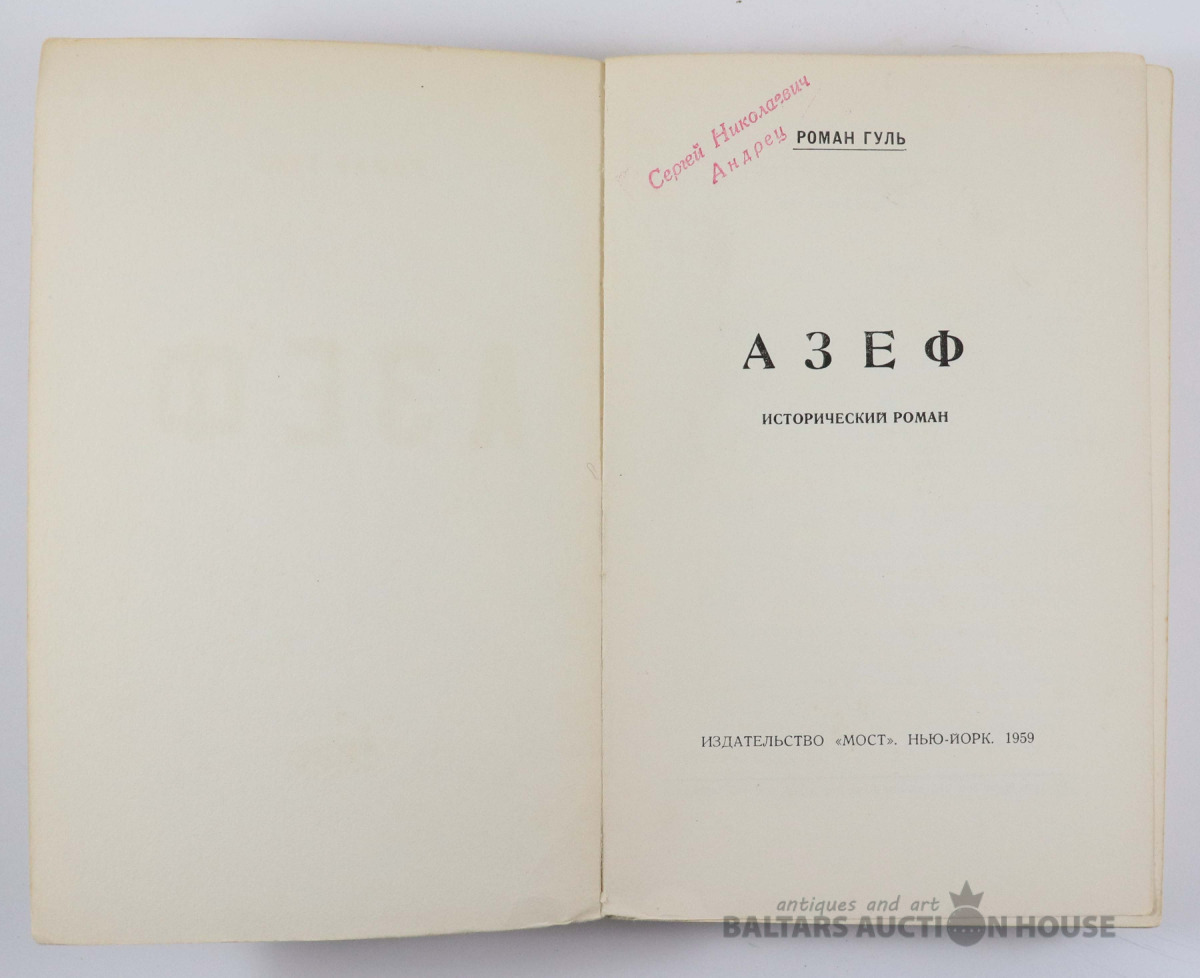 Сергей Николаевич
Андрец
РОМАН ГУЛЬ
АЗЕФ
ИСТОРИЧЕСКИЙ РОМАН
ИЗДАТЕЛЬСТВО «МОСТ». НЬЮ-ЙОРК. 1959
antiques and art
BALTARS AUCTION HOUSE